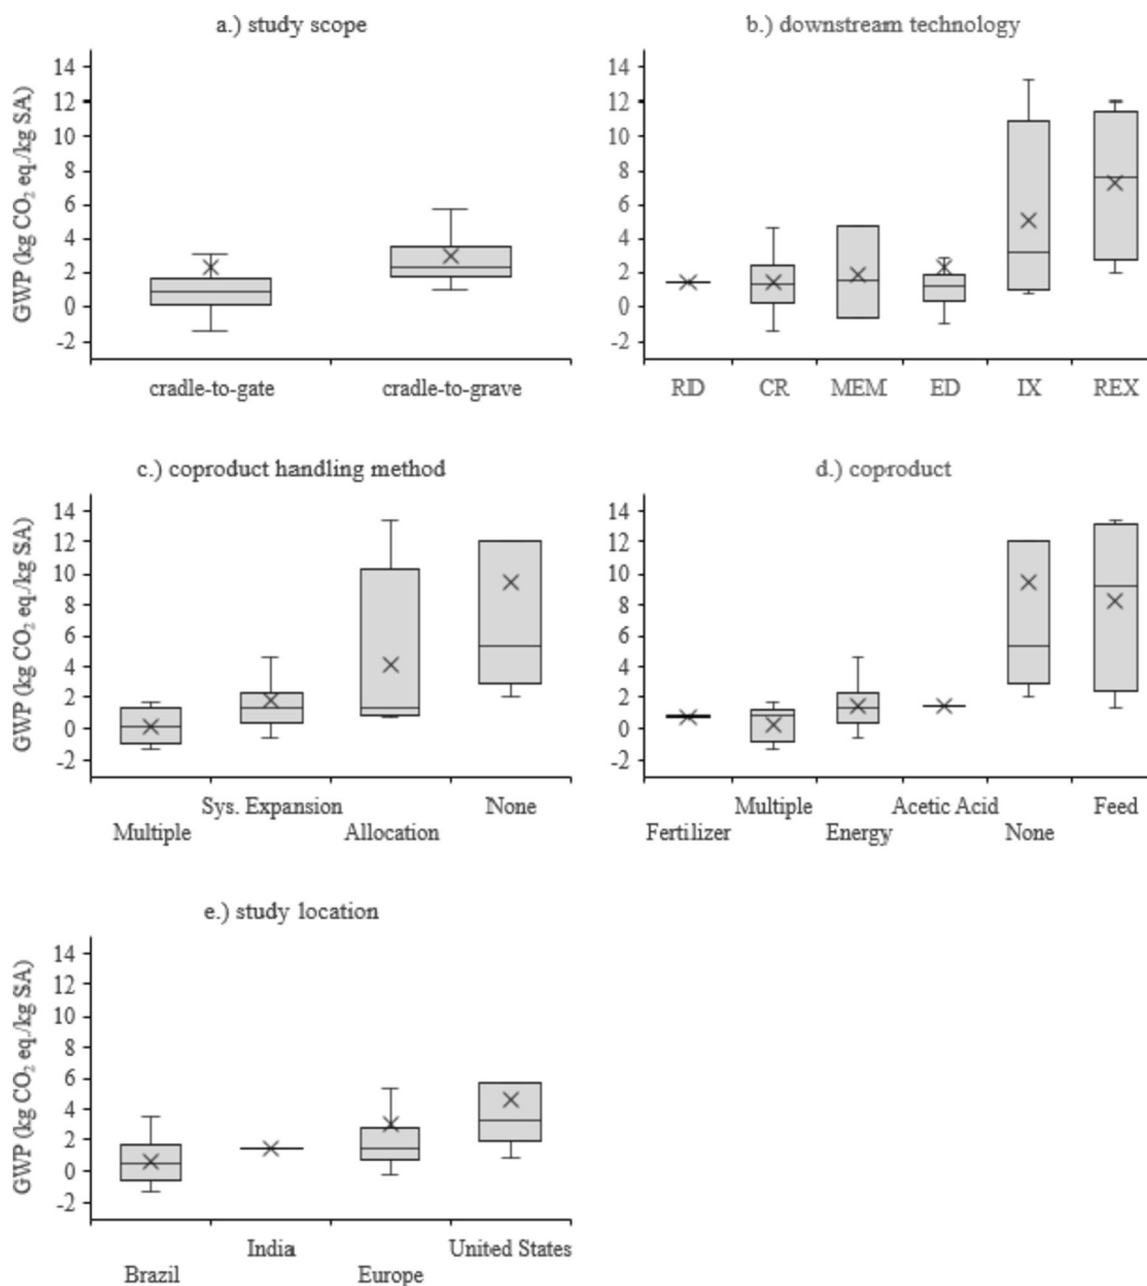 a.) study scope
GWP (kg CO₂ eq./kg SA)
14
12
10
8
6
4
2
0
-2
cradle-to-gate cradle-to-grave
b.) downstream technology
14
12
10
8
6
4
2
0
-2
RD CR MEM ED IX REX
c.) coproduct handling method
GWP (kg CO₂ eq./kg SA)
14
12
10
8
6
4
2
0
-2
Sys. Expansion None
Multiple Allocation
d.) coproduct
14
12
10
8
6
4
2
0
-2
Multiple Acetic Acid Feed
Fertilizer Energy None
e.) study location
GWP (kg CO₂ eq./kg SA)
14
12
10
8
6
4
2
0
-2
India United States
Brazil Europe